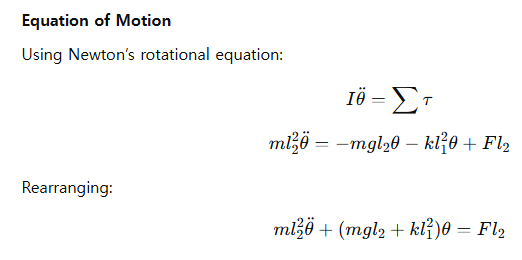 Equation of Motion
Using Newton's rotational equation:
Iθ̈ = ∑ τ
ml₂²θ̈ = −mgl₂θ − kl₁²θ + Fl₂
Rearranging:
ml₂²θ̈ + (mgl₂ + kl₁²)θ = Fl₂